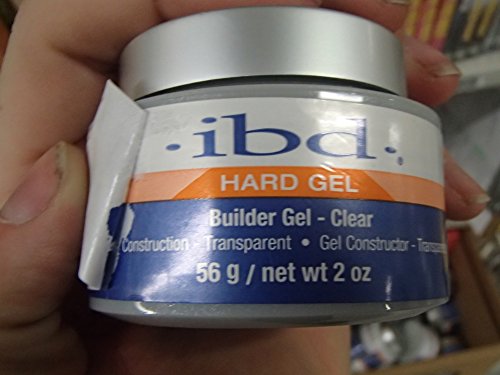 ·ibd·®
HARD GEL
Builder Gel - Clear
Construction - Transparent • Gel Constructor -
56 g / net wt 2 oz